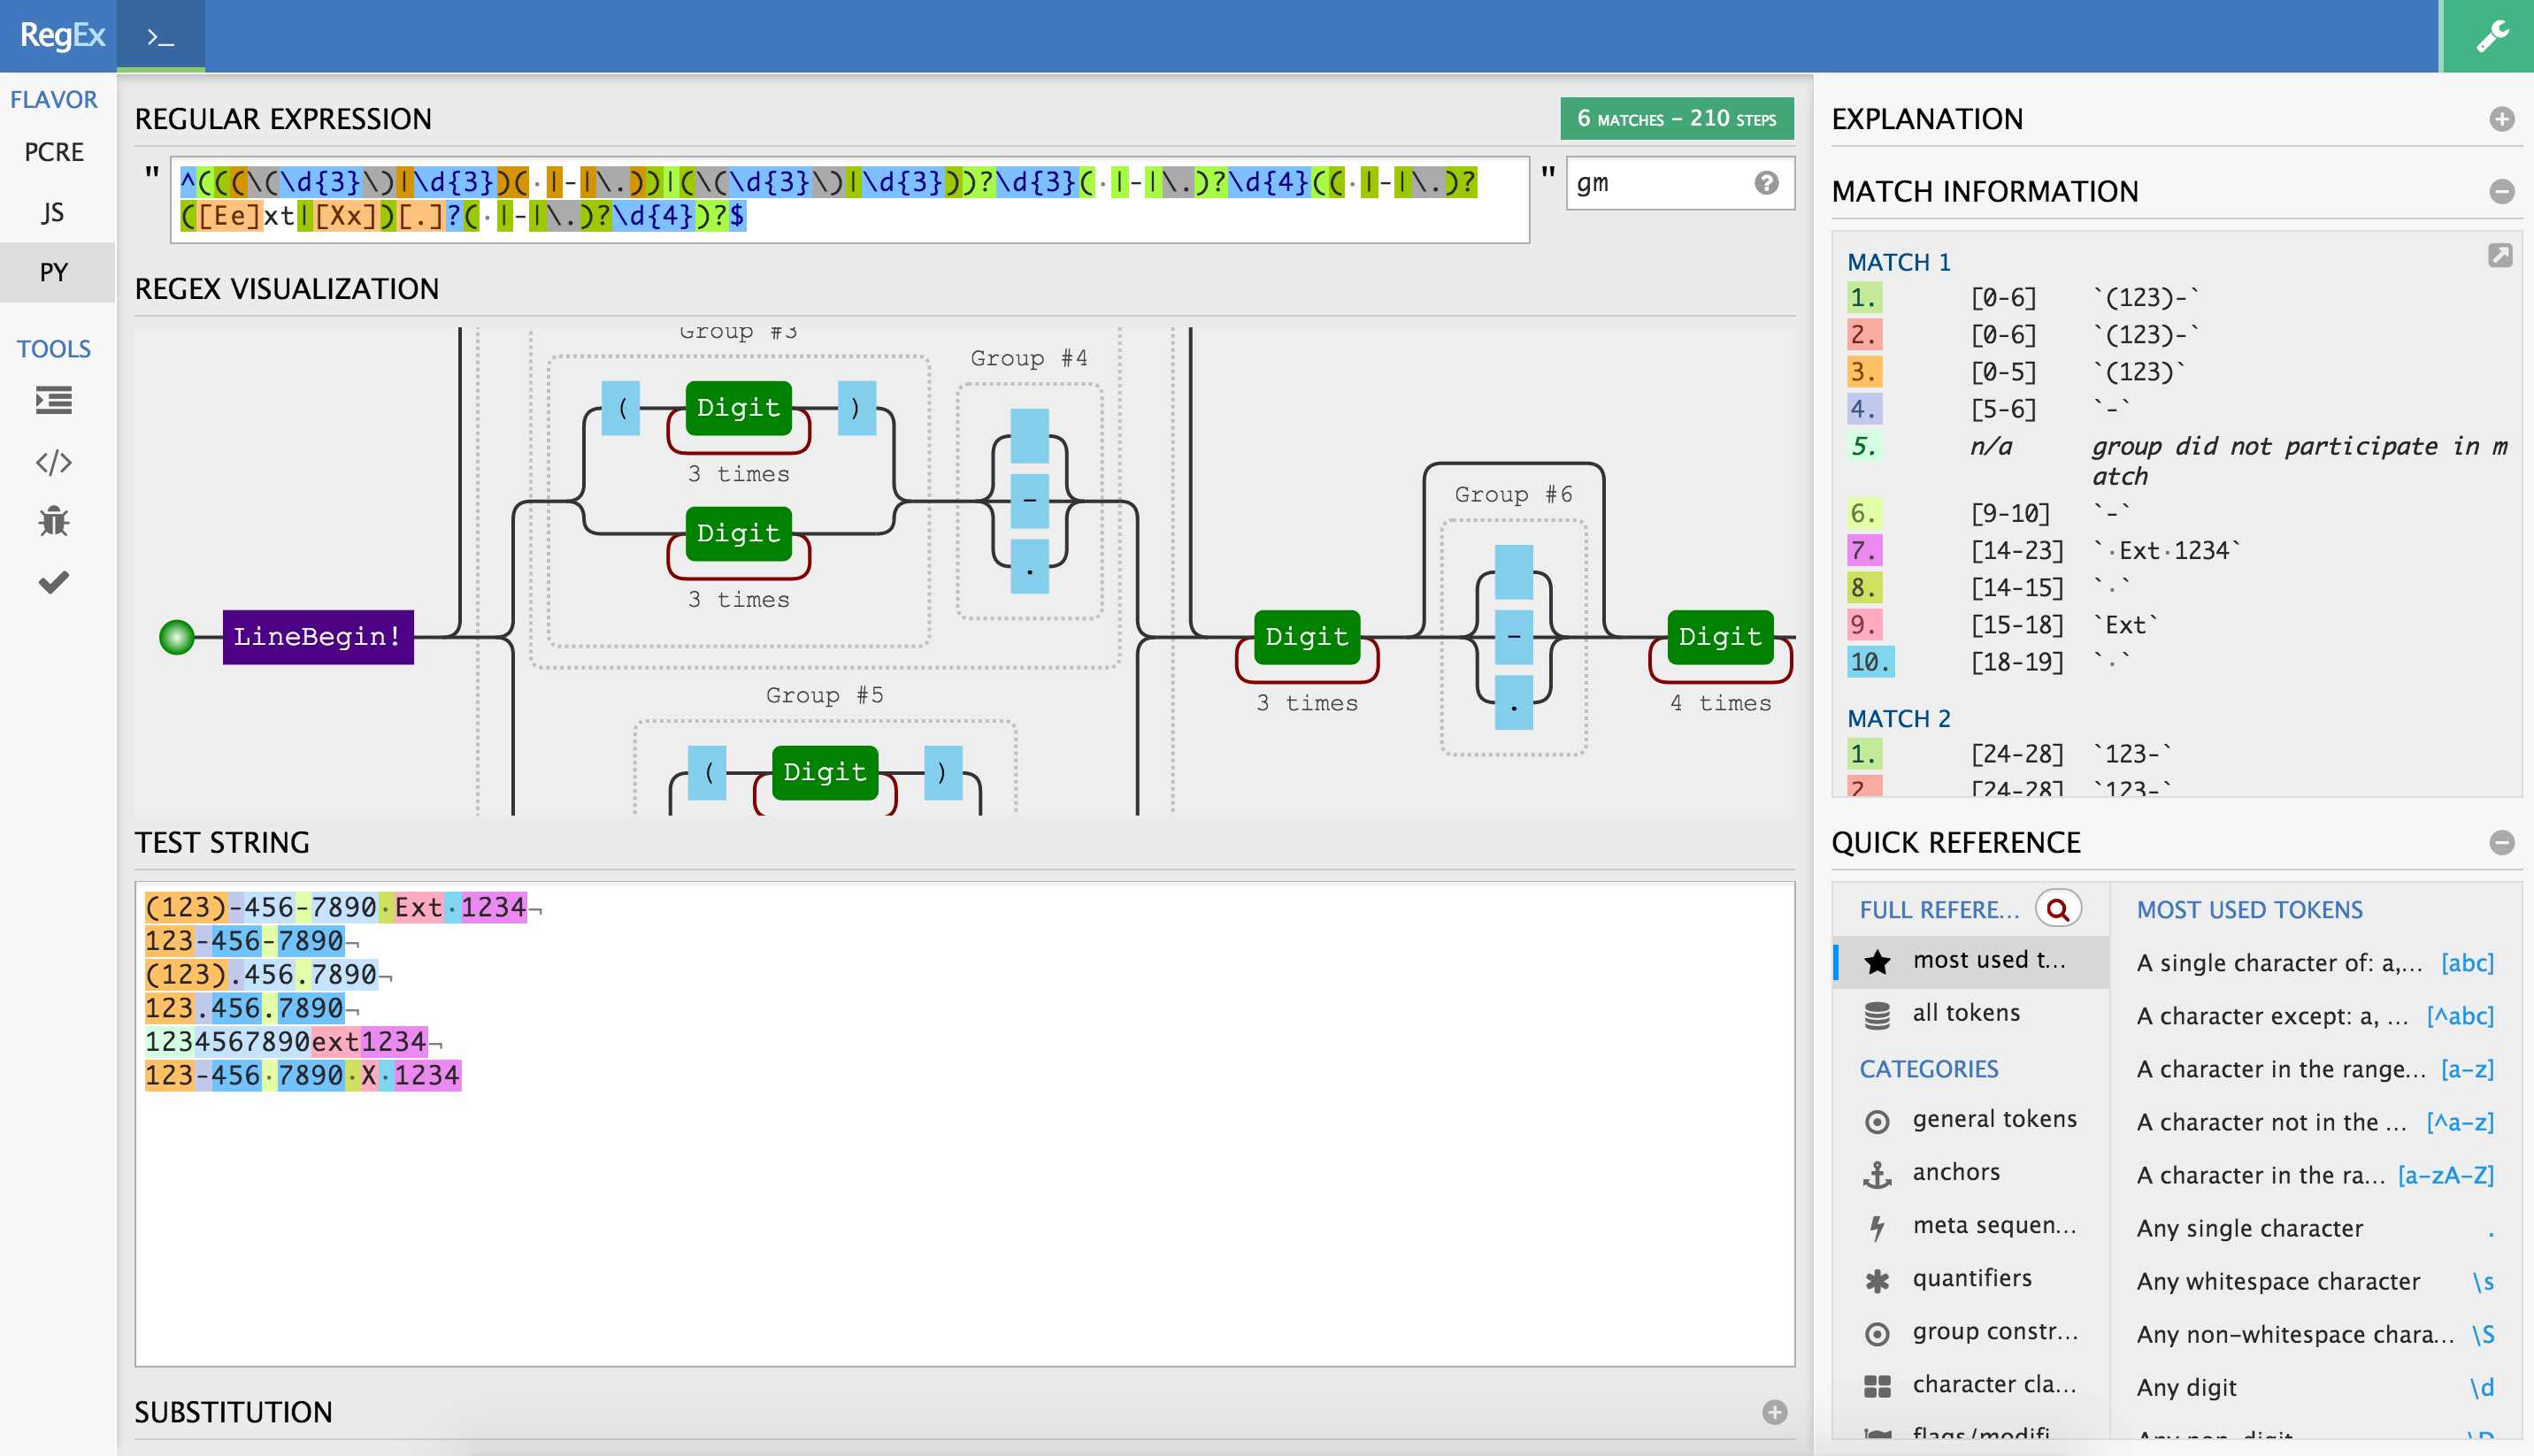 RegEx >_
FLAVOR
PCRE
JS
PY
TOOLS
REGULAR EXPRESSION
6 MATCHES - 210 STEPS
"
^(((\(\d{3}\)|\d{3})(·|-|\.))|(\(\d{3}\)|\d{3}))?\d{3}(·|-|\.)?\d{4}((·|-|\.)?
([Ee]xt|[Xx])[.]?(·|-|\.)?\d{4})?$
" gm
REGEX VISUALIZATION
Group #3
Group #4
( Digit )
3 times
-
Digit
.
3 times
Group #6
LineBegin!
Digit
-
Digit
3 times
.
4 times
Group #5
( Digit )
TEST STRING
(123)-456-7890·Ext·1234¬
123-456-7890¬
(123).456.7890¬
123.456.7890¬
1234567890ext1234¬
123-456·7890·X·1234
SUBSTITUTION
EXPLANATION
MATCH INFORMATION
MATCH 1
1. [0-6] `(123)-`
2. [0-6] `(123)-`
3. [0-5] `(123)`
4. [5-6] `-`
5. n/a group did not participate in m
atch
6. [9-10] `-`
7. [14-23] `·Ext·1234`
8. [14-15] `·`
9. [15-18] `Ext`
10. [18-19] `·`
MATCH 2
1. [24-28] `123-`
2. [24-28] `123-`
QUICK REFERENCE
FULL REFERE...
most used t...
all tokens
CATEGORIES
general tokens
anchors
meta sequen...
quantifiers
group constr...
character cla...
flags/modifi
MOST USED TOKENS
A single character of: a,... [abc]
A character except: a, ... [^abc]
A character in the range... [a-z]
A character not in the ... [^a-z]
A character in the ra... [a-zA-Z]
Any single character .
Any whitespace character \s
Any non-whitespace chara... \S
Any digit \d
Any non-digit \D